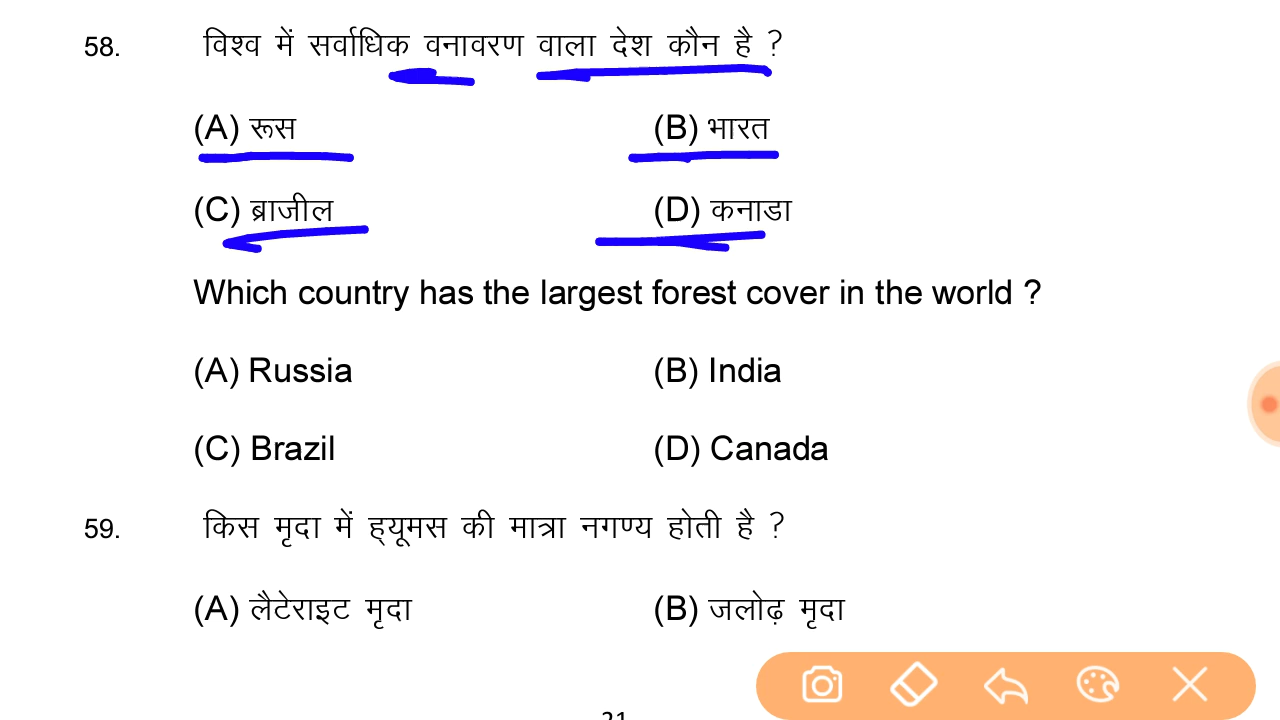 58. विश्व में सर्वाधिक वनावरण वाला देश कौन है ?
(A) रूस (B) भारत
(C) ब्राजील (D) कनाडा
Which country has the largest forest cover in the world ?
(A) Russia (B) India
(C) Brazil (D) Canada
59. किस मृदा में ह्यूमस की मात्रा नगण्य होती है ?
(A) लैटेराइट मृदा (B) जलोढ़ मृदा